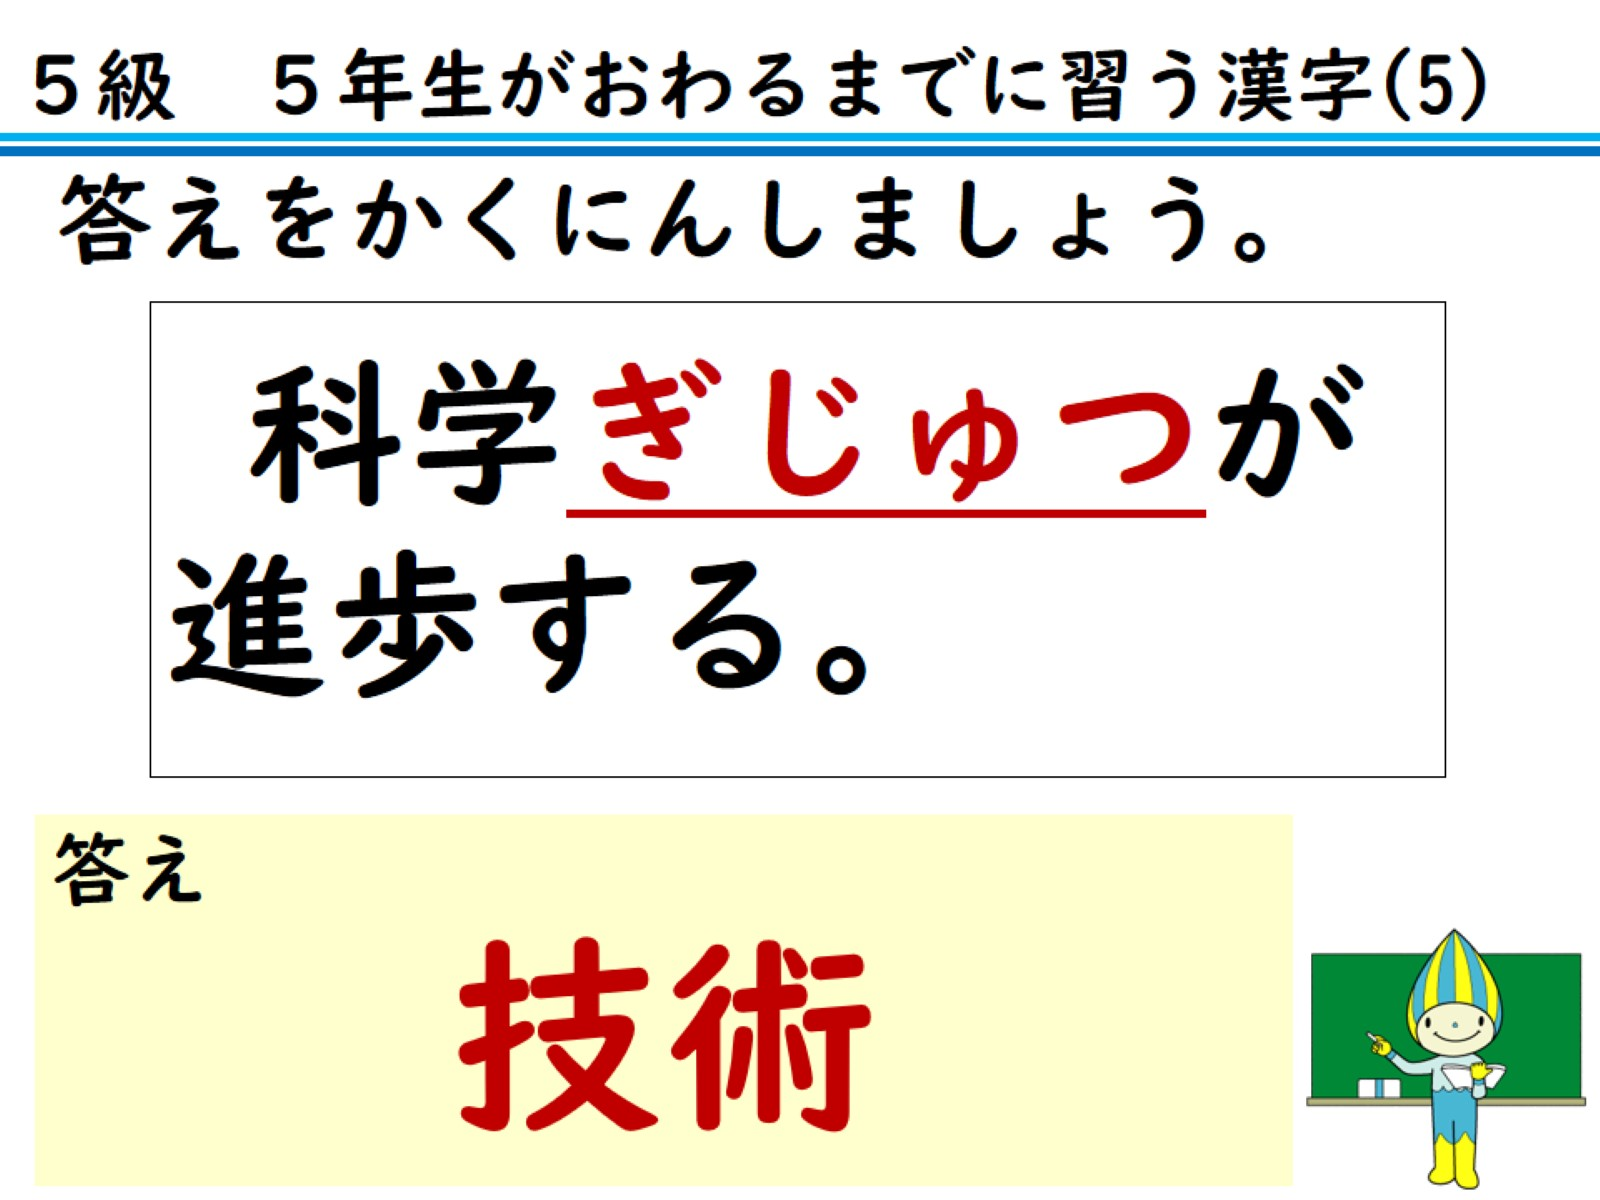 ５級　５年生がおわるまでに習う漢字(5)
答えをかくにんしましょう。
科学ぎじゅつが
進歩する。
答え
技術